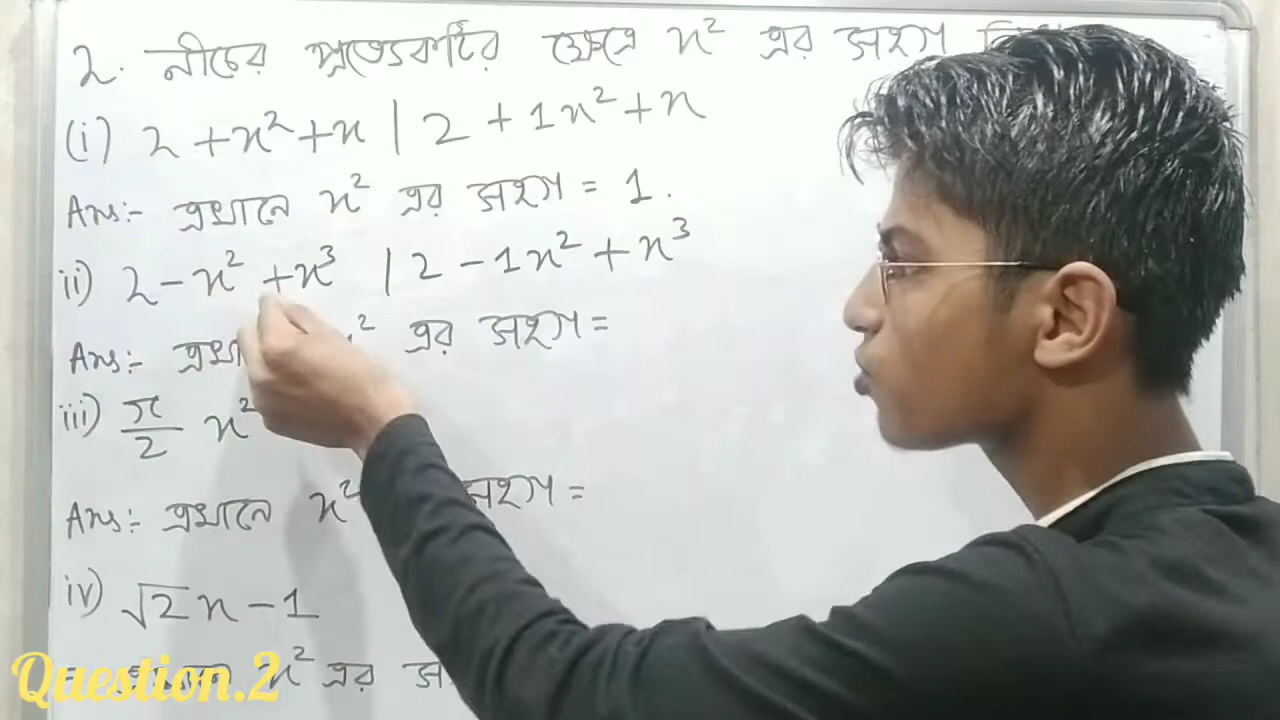 2. নীচের প্রত্যেকটির ক্ষেত্রে x² এর সহগ
(i) 2 + x² + x | 2 + 1x² + x
Ans:- এখানে x² এর সহগ = 1.
ii) 2 - x² + x³ | 2 - 1x² + x³
Ans:- x² এর সহগ =
iii) π/2 x²
Ans:- এখানে x² সহগ =
iv) √2x - 1
x² এর
Question.2